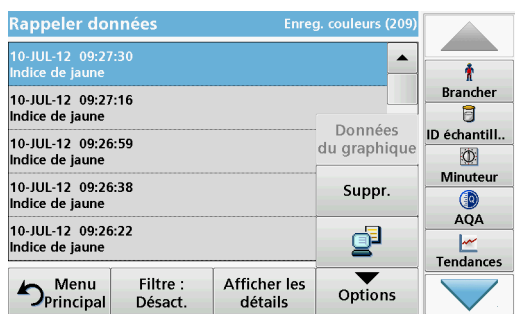 Rappeler données
Enreg. couleurs (209)
10-JUL-12 09:27:30
Indice de jaune
10-JUL-12 09:27:16
Indice de jaune
10-JUL-12 09:26:59
Indice de jaune
10-JUL-12 09:26:38
Indice de jaune
10-JUL-12 09:26:22
Indice de jaune
Données
du graphique
Suppr.
Menu
Principal
Filtre :
Désact.
Afficher les
détails
Options
Brancher
ID échantill..
Minuteur
AQA
Tendances